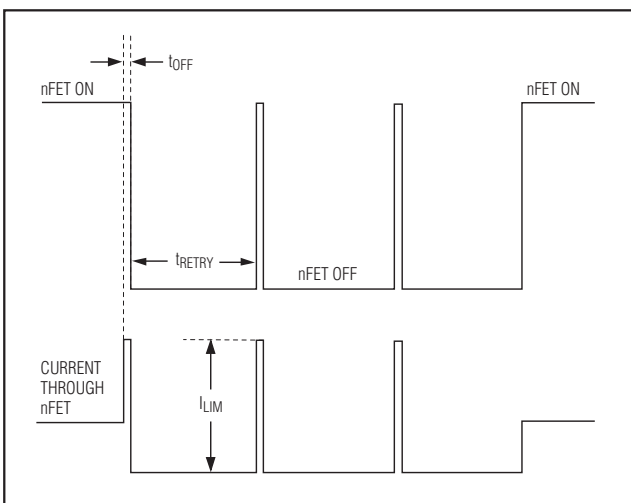 tOFF
nFET ON
nFET ON
tRETRY
nFET OFF
CURRENT
THROUGH
nFET
ILIM